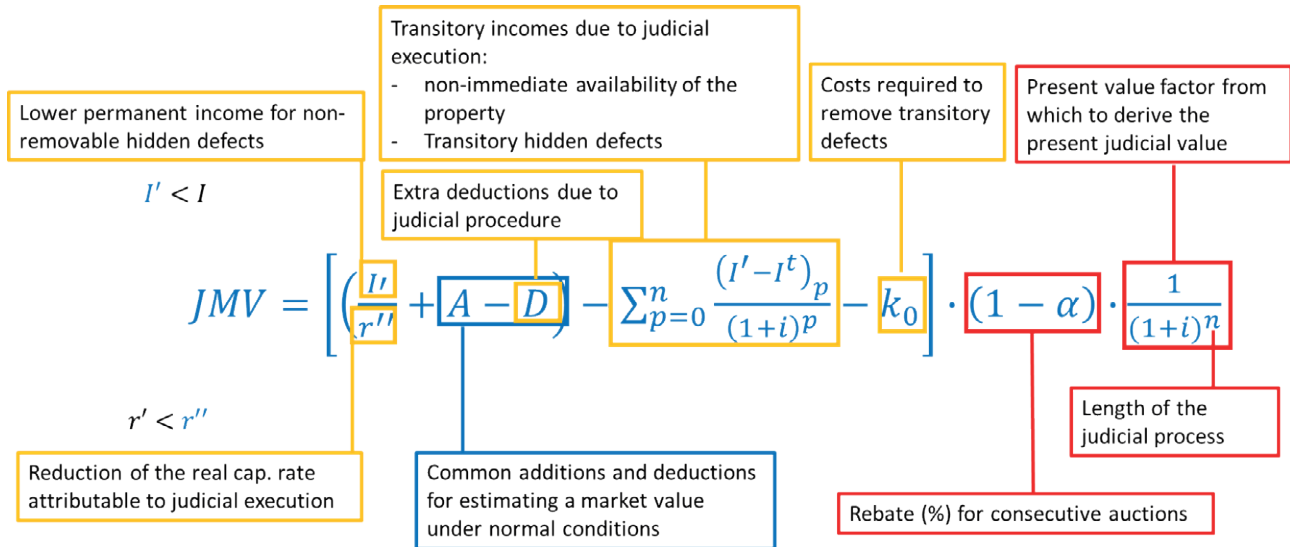 Transitory incomes due to judicial
execution:
- non-immediate availability of the
property
- Transitory hidden defects
Costs required to
remove transitory
defects
Present value factor from
which to derive the
present judicial value
Lower permanent income for non-
removable hidden defects
I′ < I
Extra deductions due to
judicial procedure
JMV = [(I′/r′′ + A − D) − ∑ⁿₚ₌₀ (I′−Iᵗ)ₚ/(1+i)ᵖ − k₀] · (1 − α) · 1/(1+i)ⁿ
r′ < r′′
Length of the
judicial process
Reduction of the real cap. rate
attributable to judicial execution
Common additions and deductions
for estimating a market value
under normal conditions
Rebate (%) for consecutive auctions